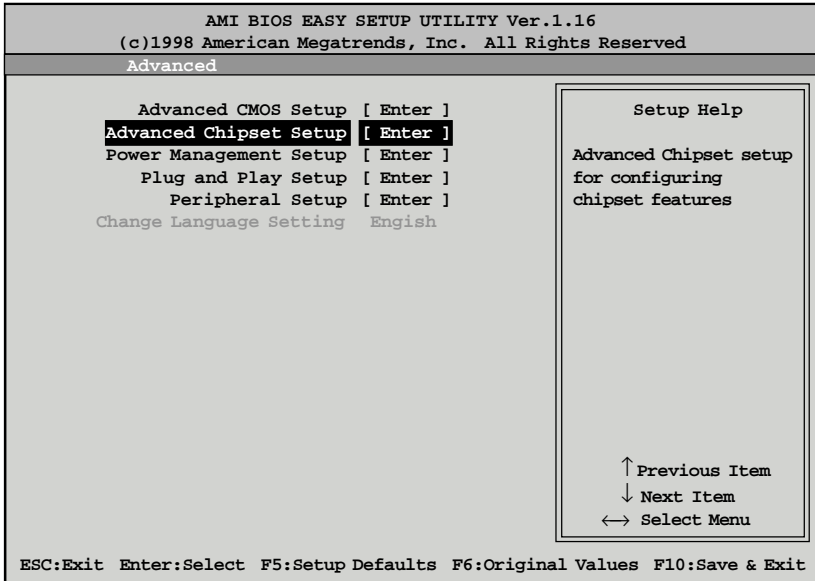 AMI BIOS EASY SETUP UTILITY Ver.1.16
(c)1998 American Megatrends, Inc. All Rights Reserved
Advanced
Advanced CMOS Setup [ Enter ]
Advanced Chipset Setup [ Enter ]
Power Management Setup [ Enter ]
Plug and Play Setup [ Enter ]
Peripheral Setup [ Enter ]
Change Language Setting Engish
Setup Help
Advanced Chipset setup
for configuring
chipset features
↑ Previous Item
↓ Next Item
↔ Select Menu
ESC:Exit Enter:Select F5:Setup Defaults F6:Original Values F10:Save & Exit